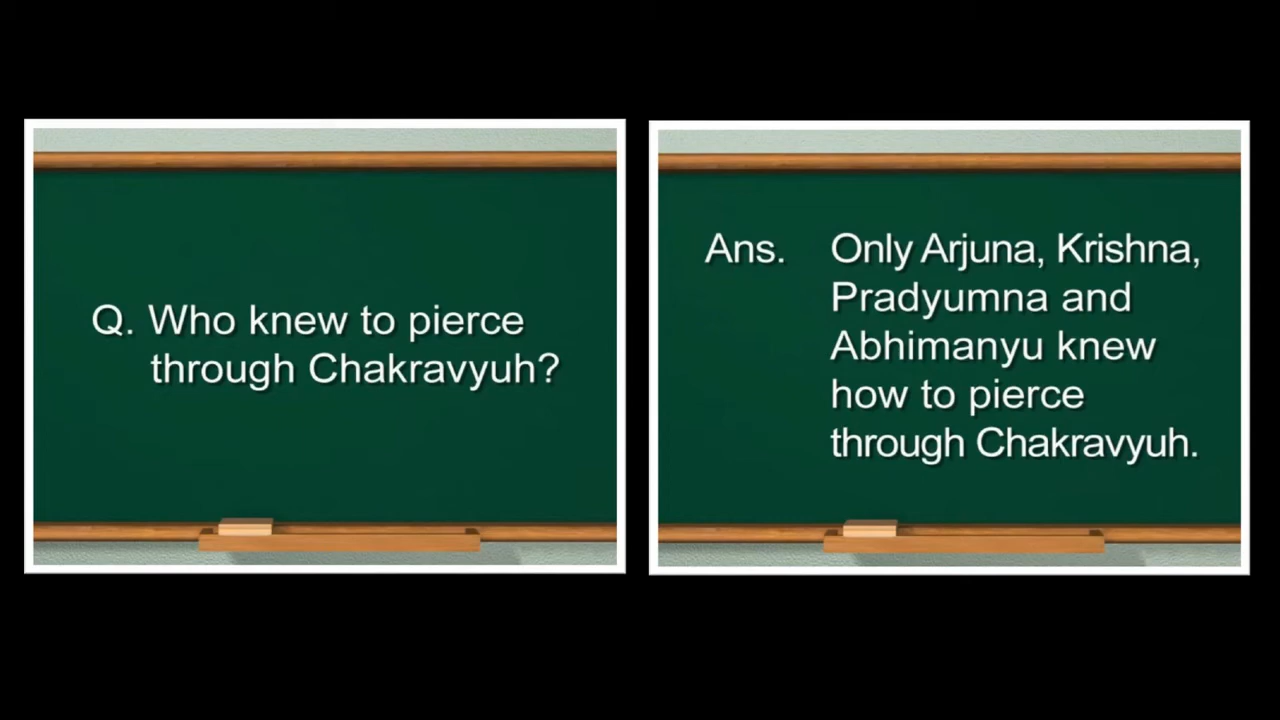 Q. Who knew to pierce
through Chakravyuh?
Ans. Only Arjuna, Krishna,
Pradyumna and
Abhimanyu knew
how to pierce
through Chakravyuh.